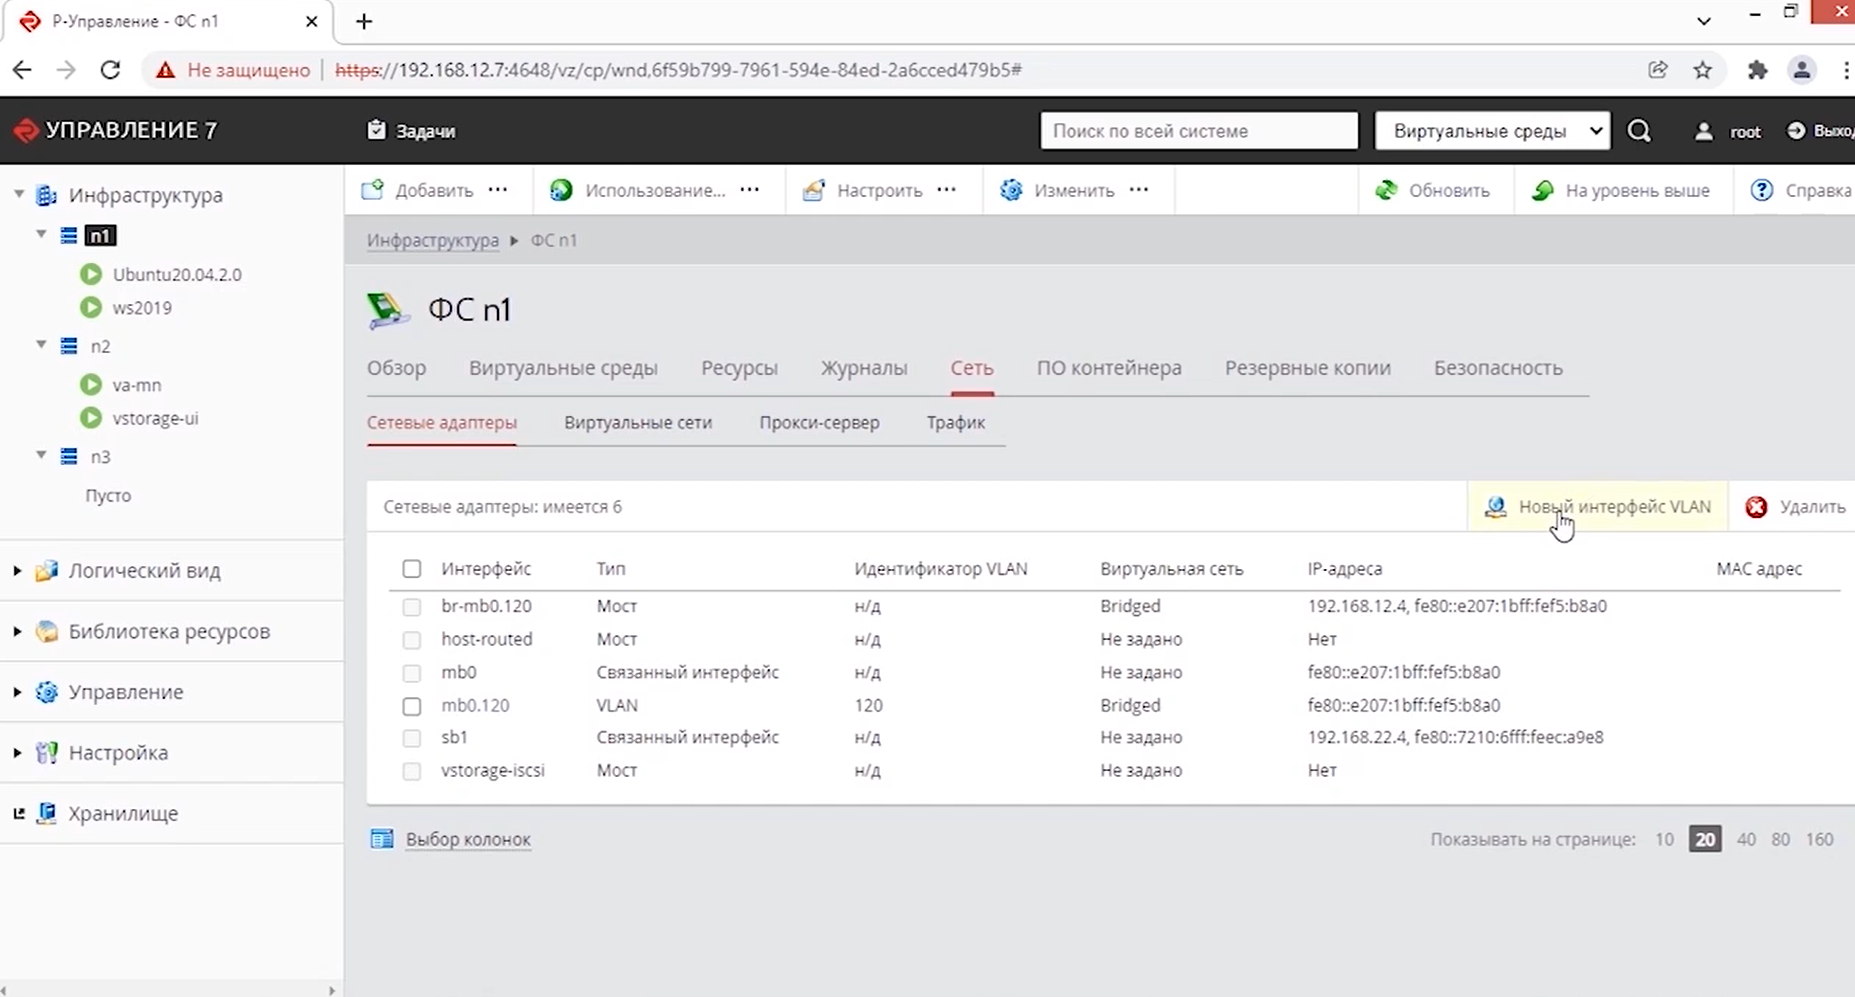 Р-Управление - ФС n1
Не защищено
https://192.168.12.7:4648/vz/cp/wnd,6f59b799-7961-594e-84ed-2a6cced479b5#
УПРАВЛЕНИЕ 7
Задачи
Поиск по всей системе
Виртуальные среды
root
Выхо
Инфраструктура
n1
Ubuntu20.04.2.0
ws2019
n2
va-mn
vstorage-ui
n3
Пусто
Логический вид
Библиотека ресурсов
Управление
Настройка
Хранилище
Добавить ...
Использование... ...
Настроить ...
Изменить ...
Обновить
На уровень выше
Справка
Инфраструктура ▸ ФС n1
ФС n1
Обзор Виртуальные среды Ресурсы Журналы Сеть ПО контейнера Резервные копии Безопасность
Сетевые адаптеры Виртуальные сети Прокси-сервер Трафик
Сетевые адаптеры: имеется 6
Новый интерфейс VLAN
Удалить
Интерфейс Тип Идентификатор VLAN Виртуальная сеть IP-адреса MAC адрес
br-mb0.120 Мост н/д Bridged 192.168.12.4, fe80::e207:1bff:fef5:b8a0
host-routed Мост н/д Не задано Нет
mb0 Связанный интерфейс н/д Не задано fe80::e207:1bff:fef5:b8a0
mb0.120 VLAN 120 Bridged fe80::e207:1bff:fef5:b8a0
sb1 Связанный интерфейс н/д Не задано 192.168.22.4, fe80::7210:6fff:feec:a9e8
vstorage-iscsi Мост н/д Не задано Нет
Выбор колонок
Показывать на странице: 10 20 40 80 160